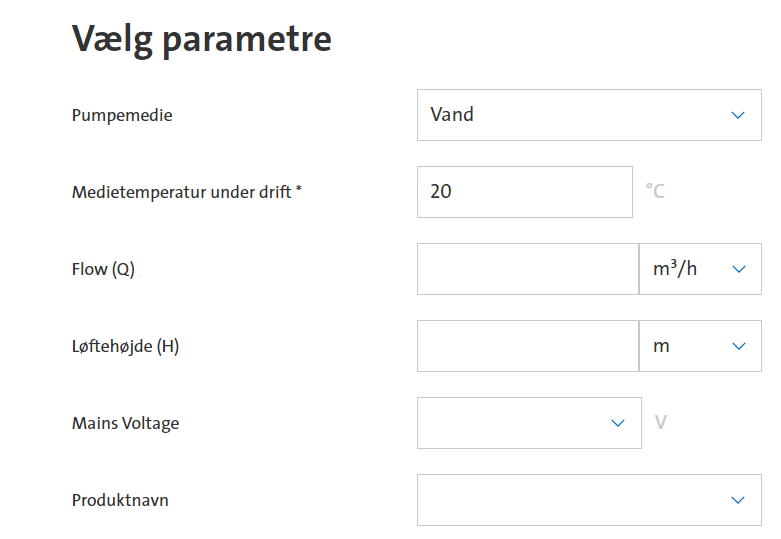 Vælg parametre
Pumpemedie Vand
Medietemperatur under drift * 20 °C
Flow (Q) m³/h
Løftehøjde (H) m
Mains Voltage V
Produktnavn